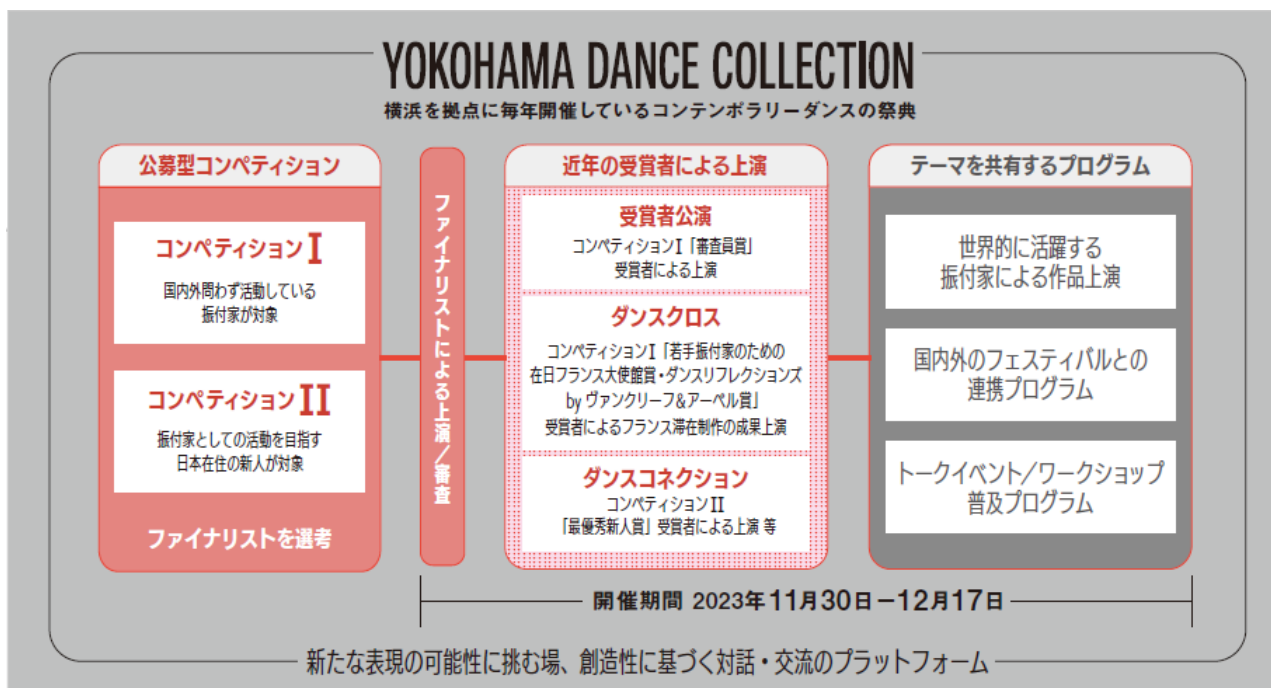 YOKOHAMA DANCE COLLECTION
横浜を拠点に毎年開催しているコンテンポラリーダンスの祭典
公募型コンペティション
コンペティションI
国内外問わず活動している
振付家が対象
コンペティションII
振付家としての活動を目指す
日本在住の新人が対象
ファイナリストを選考
ファイナリストによる上演/審査
近年の受賞者による上演
受賞者公演
コンペティションI「審査員賞」
受賞者による上演
ダンスクロス
コンペティションI「若手振付家のための
在日フランス大使館賞・ダンスリフレクションズ
by ヴァンクリーフ&アーペル賞」
受賞者によるフランス滞在制作の成果上演
ダンスコネクション
コンペティションII
「最優秀新人賞」受賞者による上演 等
テーマを共有するプログラム
世界的に活躍する
振付家による作品上演
国内外のフェスティバルとの
連携プログラム
トークイベント/ワークショップ
普及プログラム
開催期間 2023年11月30日-12月17日
新たな表現の可能性に挑む場、創造性に基づく対話・交流のプラットフォーム